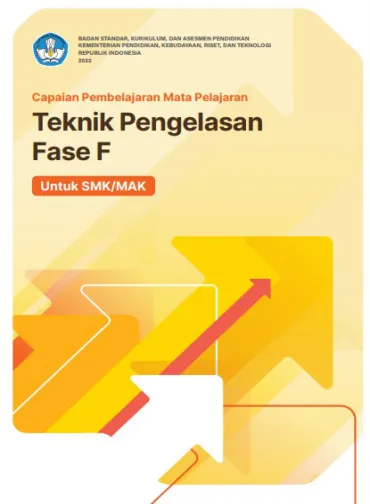 BADAN STANDAR, KURIKULUM, DAN ASESMEN PENDIDIKAN
KEMENTERIAN PENDIDIKAN, KEBUDAYAAN, RISET, DAN TEKNOLOGI
REPUBLIK INDONESIA
2022
Capaian Pembelajaran Mata Pelajaran
Teknik Pengelasan
Fase F
Untuk SMK/MAK